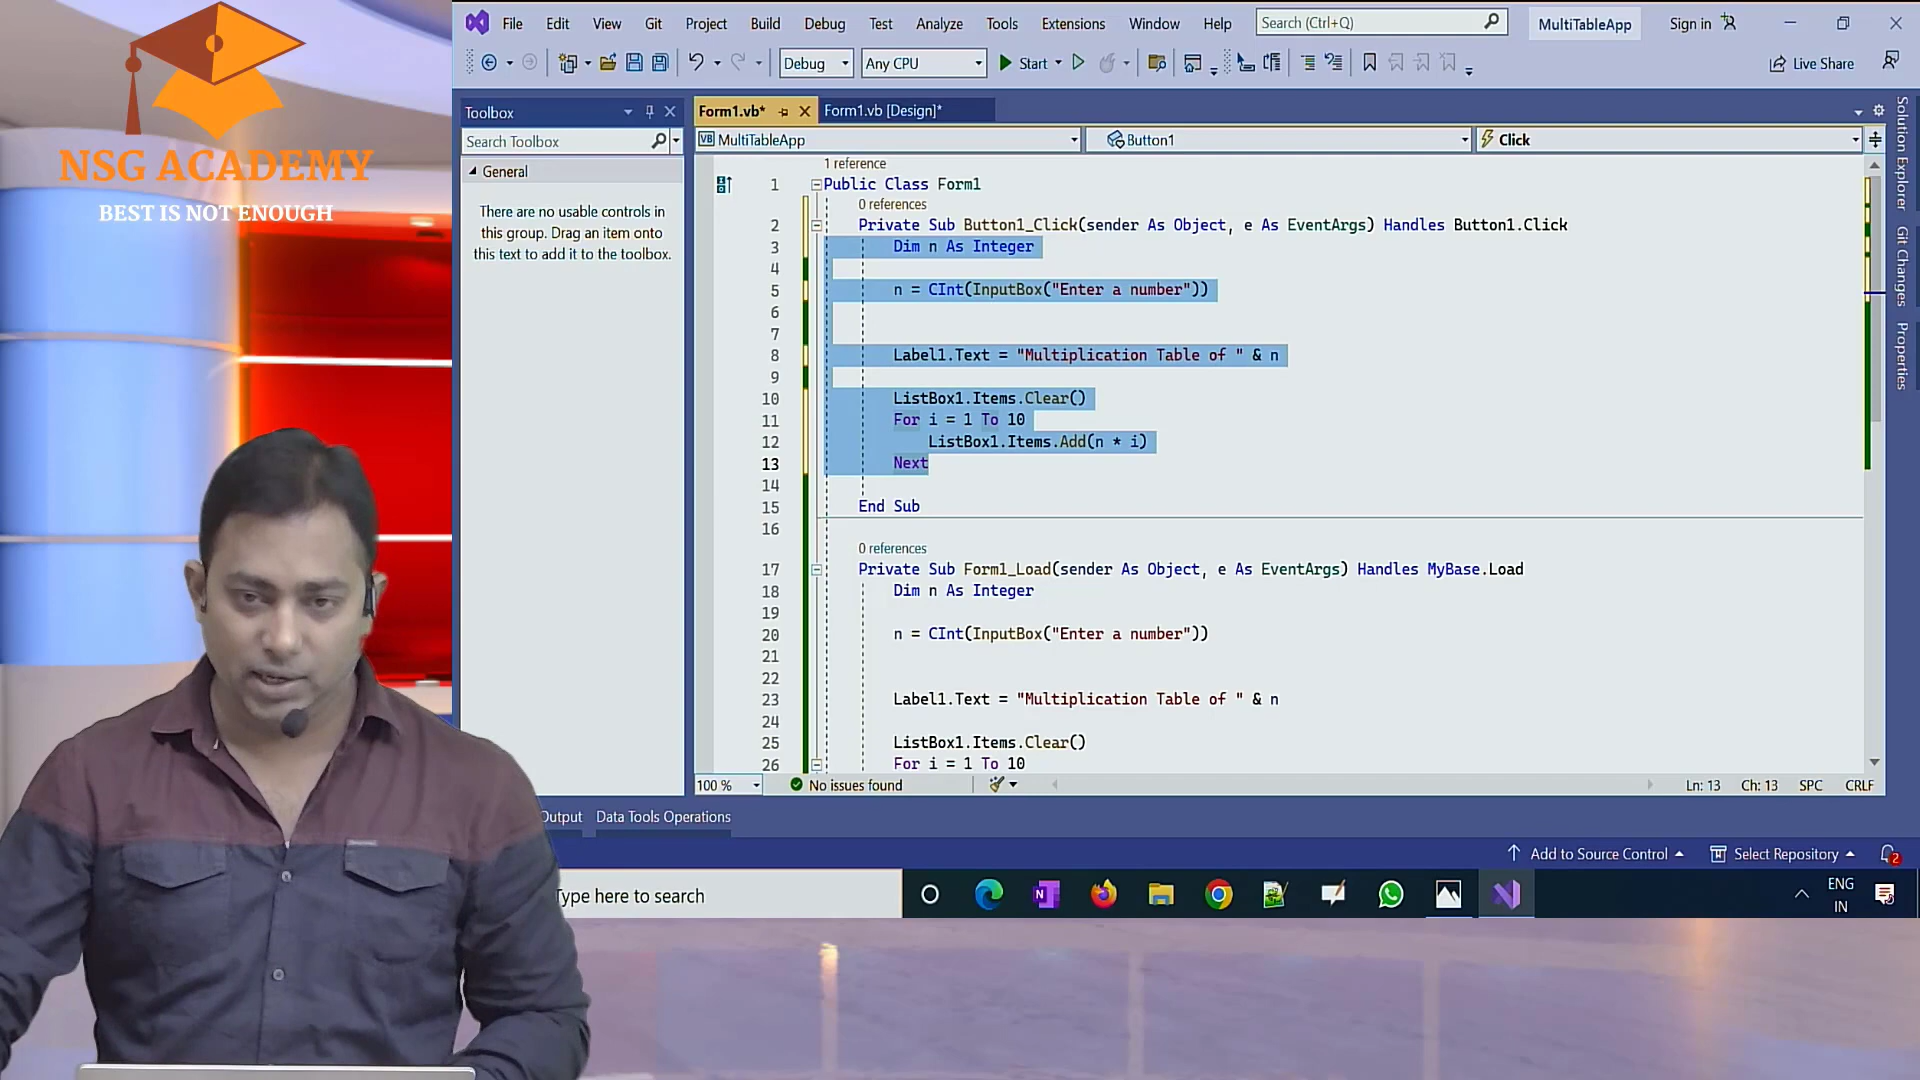 NSG ACADEMY
BEST IS NOT ENOUGH
File Edit View Git Project Build Debug Test Analyze Tools Extensions Window Help Search (Ctrl+Q) MultiTableApp Sign in
Debug Any CPU Start Live Share
Toolbox
Form1.vb* Form1.vb [Design]*
Search Toolbox
VB MultiTableApp Button1 Click
General
There are no usable controls in
this group. Drag an item onto
this text to add it to the toolbox.
1 reference
1 Public Class Form1
0 references
2 Private Sub Button1_Click(sender As Object, e As EventArgs) Handles Button1.Click
3 Dim n As Integer
4
5 n = CInt(InputBox("Enter a number"))
6
7
8 Label1.Text = "Multiplication Table of " & n
9
10 ListBox1.Items.Clear()
11 For i = 1 To 10
12 ListBox1.Items.Add(n * i)
13 Next
14
15 End Sub
16
0 references
17 Private Sub Form1_Load(sender As Object, e As EventArgs) Handles MyBase.Load
18 Dim n As Integer
19
20 n = CInt(InputBox("Enter a number"))
21
22
23 Label1.Text = "Multiplication Table of " & n
24
25 ListBox1.Items.Clear()
26 For i = 1 To 10
100 % No issues found Ln: 13 Ch: 13 SPC CRLF
Solution Explorer
Git Changes
Properties
Output Data Tools Operations
Add to Source Control Select Repository 2
Type here to search
ENG
IN